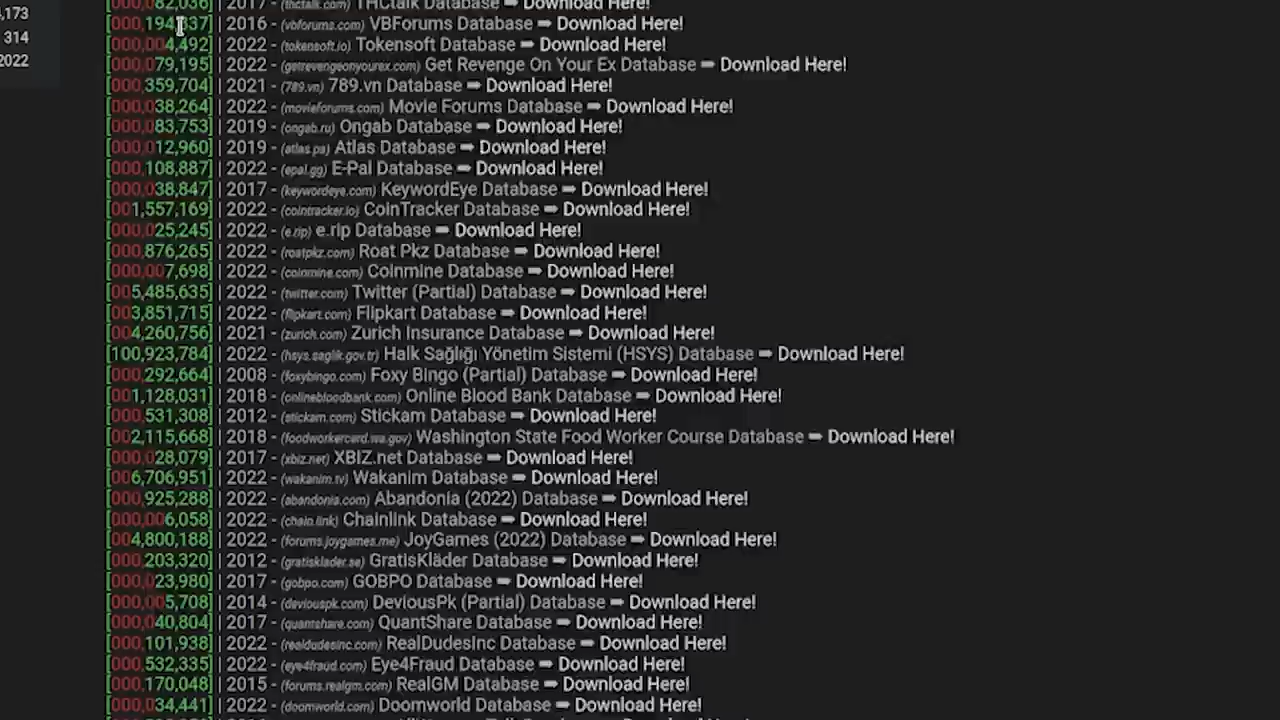 4,173
[000,082,036] | 2017 - (thctalk.com) THCtalk Database ➡ Download Here!
[000,194,337] | 2016 - (vbforums.com) VBForums Database ➡ Download Here!
314
[000,004,492] | 2022 - (tokensoft.io) Tokensoft Database ➡ Download Here!
2022
[000,079,195] | 2022 - (getrevengeonyourex.com) Get Revenge On Your Ex Database ➡ Download Here!
[000,359,704] | 2021 - (789.vn) 789.vn Database ➡ Download Here!
[000,038,264] | 2022 - (movieforums.com) Movie Forums Database ➡ Download Here!
[000,083,753] | 2019 - (ongab.ru) Ongab Database ➡ Download Here!
[000,012,960] | 2019 - (atlas.pa) Atlas Database ➡ Download Here!
[000,108,887] | 2022 - (epal.gg) E-Pal Database ➡ Download Here!
[000,038,847] | 2017 - (keywordeye.com) KeywordEye Database ➡ Download Here!
[001,557,169] | 2022 - (cointracker.io) CoinTracker Database ➡ Download Here!
[000,025,245] | 2022 - (e.rip) e.rip Database ➡ Download Here!
[000,876,265] | 2022 - (roatpkz.com) Roat Pkz Database ➡ Download Here!
[000,007,698] | 2022 - (coinmine.com) Coinmine Database ➡ Download Here!
[005,485,635] | 2022 - (twitter.com) Twitter (Partial) Database ➡ Download Here!
[003,851,715] | 2022 - (flipkart.com) Flipkart Database ➡ Download Here!
[004,260,756] | 2021 - (zurich.com) Zurich Insurance Database ➡ Download Here!
[100,923,784] | 2022 - (hsys.saglik.gov.tr) Halk Sağlığı Yönetim Sistemi (HSYS) Database ➡ Download Here!
[000,292,664] | 2008 - (foxybingo.com) Foxy Bingo (Partial) Database ➡ Download Here!
[001,128,031] | 2018 - (onlinebloodbank.com) Online Blood Bank Database ➡ Download Here!
[000,531,308] | 2012 - (stickam.com) Stickam Database ➡ Download Here!
[002,115,668] | 2018 - (foodworkercard.wa.gov) Washington State Food Worker Course Database ➡ Download Here!
[000,028,079] | 2017 - (xbiz.net) XBIZ.net Database ➡ Download Here!
[006,706,951] | 2022 - (wakanim.tv) Wakanim Database ➡ Download Here!
[000,925,288] | 2022 - (abandonia.com) Abandonia (2022) Database ➡ Download Here!
[000,006,058] | 2022 - (chain.link) Chainlink Database ➡ Download Here!
[004,800,188] | 2022 - (forums.joygames.me) JoyGames (2022) Database ➡ Download Here!
[000,203,320] | 2012 - (gratisklader.se) GratisKläder Database ➡ Download Here!
[000,023,980] | 2017 - (gobpo.com) GOBPO Database ➡ Download Here!
[000,005,708] | 2014 - (deviouspk.com) DeviousPk (Partial) Database ➡ Download Here!
[000,040,804] | 2017 - (quantshare.com) QuantShare Database ➡ Download Here!
[000,101,938] | 2022 - (realdudesinc.com) RealDudesInc Database ➡ Download Here!
[000,532,335] | 2022 - (eye4fraud.com) Eye4Fraud Database ➡ Download Here!
[000,170,048] | 2015 - (forums.realgm.com) RealGM Database ➡ Download Here!
[000,034,441] | 2022 - (doomworld.com) Doomworld Database ➡ Download Here!